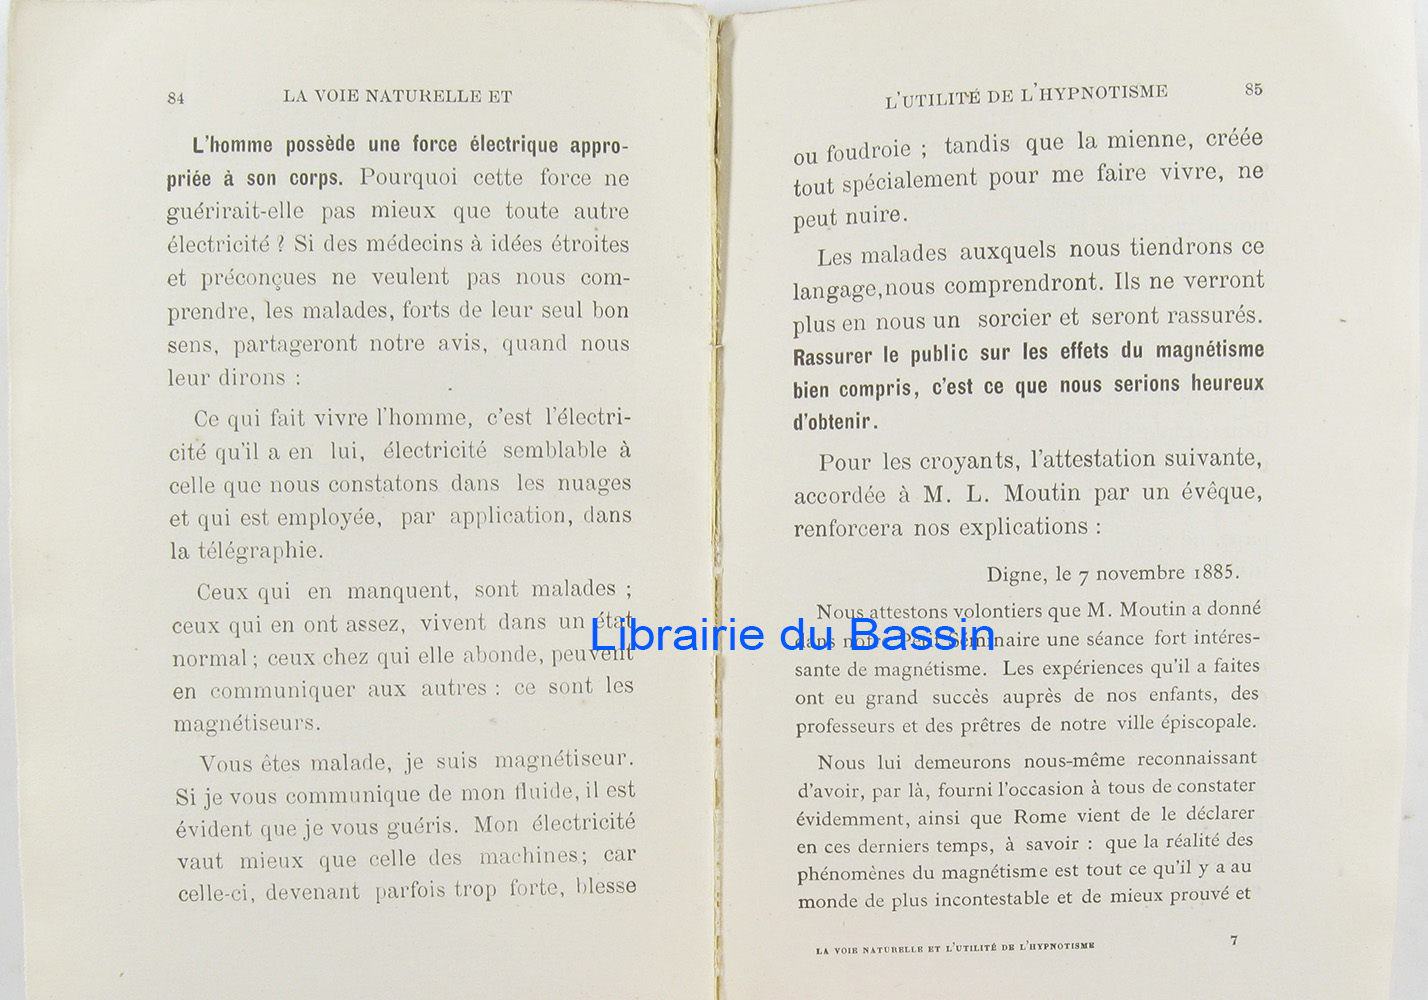 84 LA VOIE NATURELLE ET
L'homme possède une force électrique appro-
priée à son corps. Pourquoi cette force ne
guérirait-elle pas mieux que toute autre
électricité ? Si des médecins à idées étroites
et préconçues ne veulent pas nous com-
prendre, les malades, forts de leur seul bon
sens, partageront notre avis, quand nous
leur dirons :
Ce qui fait vivre l'homme, c'est l'électri-
cité qu'il a en lui, électricité semblable à
celle que nous constatons dans les nuages
et qui est employée, par application, dans
la télégraphie.
Ceux qui en manquent, sont malades ;
ceux qui en ont assez, vivent dans un état
normal ; ceux chez qui elle abonde, peuvent
en communiquer aux autres : ce sont les
magnétiseurs.
Vous êtes malade, je suis magnétiseur.
Si je vous communique de mon fluide, il est
évident que je vous guéris. Mon électricité
vaut mieux que celle des machines ; car
celle-ci, devenant parfois trop forte, blesse
L'UTILITÉ DE L'HYPNOTISME 85
ou foudroie ; tandis que la mienne, créée
tout spécialement pour me faire vivre, ne
peut nuire.
Les malades auxquels nous tiendrons ce
langage,nous comprendront. Ils ne verront
plus en nous un sorcier et seront rassurés.
Rassurer le public sur les effets du magnétisme
bien compris, c'est ce que nous serions heureux
d'obtenir.
Pour les croyants, l'attestation suivante,
accordée à M. L. Moutin par un évêque,
renforcera nos explications :
Digne, le 7 novembre 1885.
Nous attestons volontiers que M. Moutin a donné
dans notre Petit Séminaire une séance fort intéres-
sante de magnétisme. Les expériences qu'il a faites
ont eu grand succès auprès de nos enfants, des
professeurs et des prêtres de notre ville épiscopale.
Nous lui demeurons nous-même reconnaissant
d'avoir, par là, fourni l'occasion à tous de constater
évidemment, ainsi que Rome vient de le déclarer
en ces derniers temps, à savoir : que la réalité des
phénomènes du magnétisme est tout ce qu'il y a au
monde de plus incontestable et de mieux prouvé et
LA VOIE NATURELLE ET L'UTILITÉ DE L'HYPNOTISME 7
Librairie du Bassin